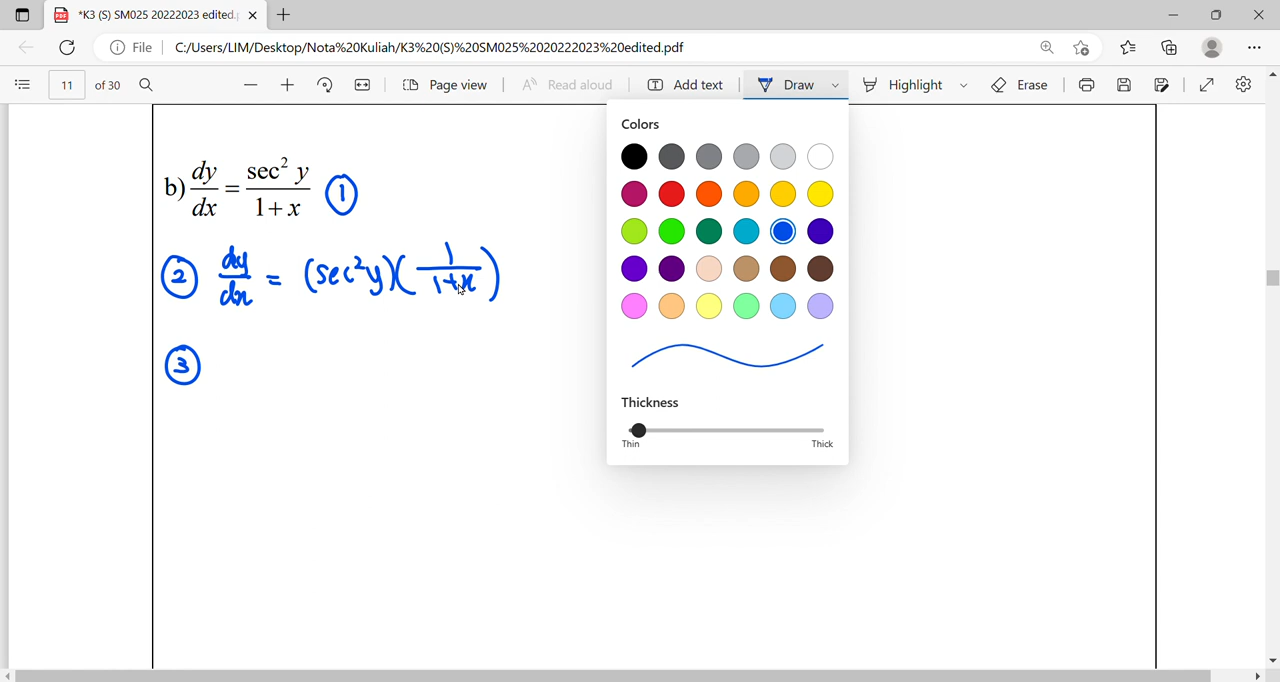 *K3 (S) SM025 20222023 edited.p
File
C:/Users/LIM/Desktop/Nota%20Kuliah/K3%20(S)%20SM025%2020222023%20edited.pdf
11 of 30
Page view
Read aloud
Add text
Draw
Highlight
Erase
Colors
b) dy/dx = sec² y/1 + x ①
② dy/dx = (sec²y)(1/1+x)
③
Thickness
Thin Thick